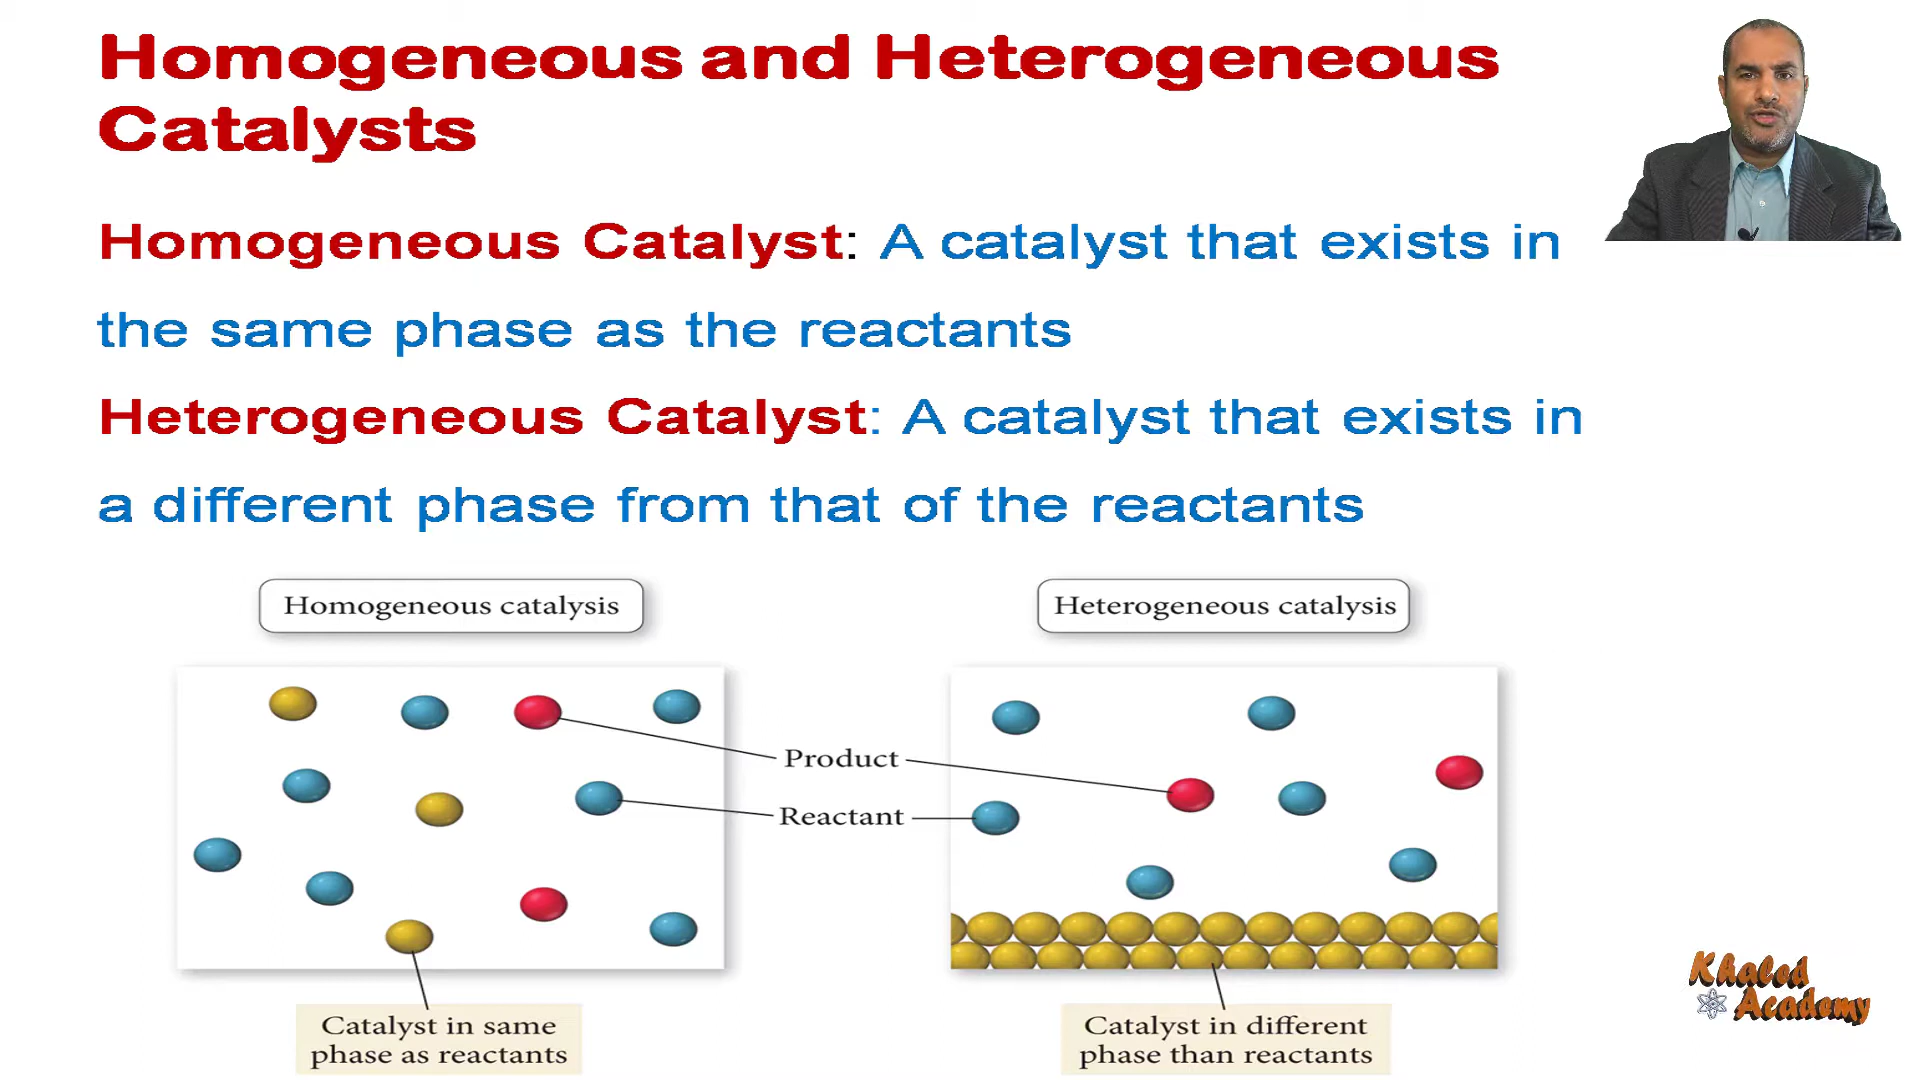 Homogeneous and Heterogeneous
Catalysts
Homogeneous Catalyst: A catalyst that exists in
the same phase as the reactants
Heterogeneous Catalyst: A catalyst that exists in
a different phase from that of the reactants
Homogeneous catalysis
Heterogeneous catalysis
Product
Reactant
Catalyst in same
phase as reactants
Catalyst in different
phase than reactants
Khaled
Academy